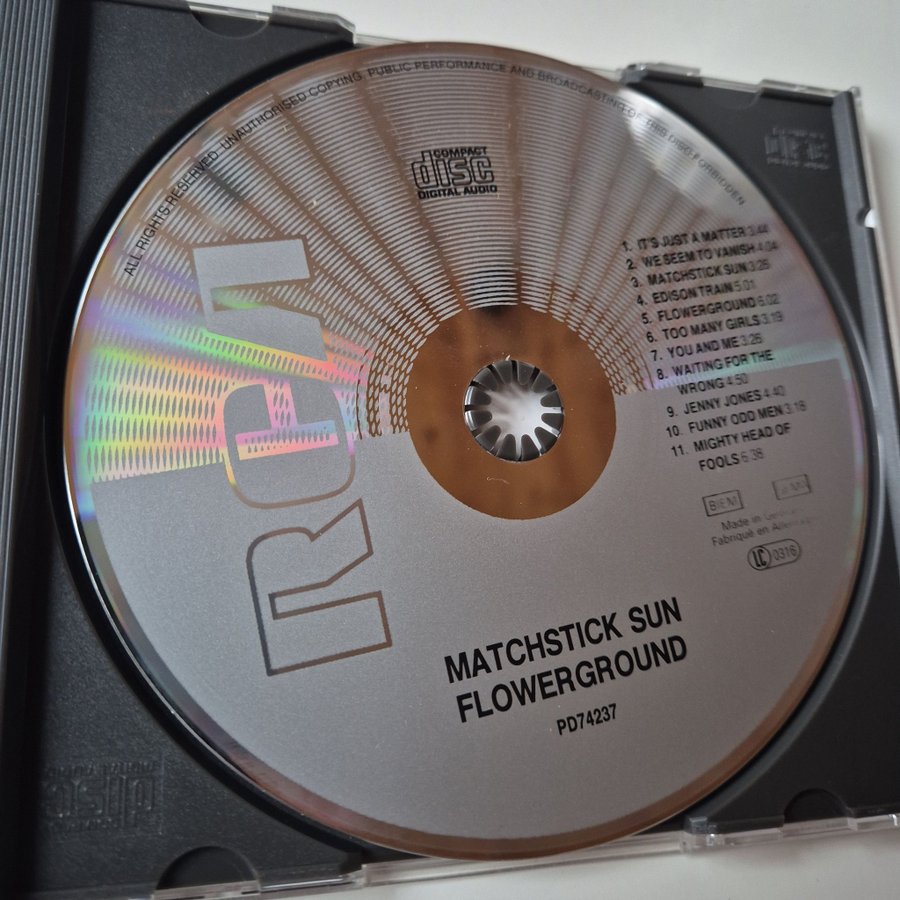 ALL RIGHTS RESERVED. UNAUTHORISED COPYING, PUBLIC PERFORMANCE AND BROADCASTING OF THIS DISC FORBIDDEN
COMPACT
disc
DIGITAL AUDIO
RCA
1. IT'S JUST A MATTER 3.44
2. WE SEEM TO VANISH 4.04
3. MATCHSTICK SUN 3.26
4. EDISON TRAIN 5.01
5. FLOWERGROUND 6.02
6. TOO MANY GIRLS 3.19
7. YOU AND ME 3.26
8. WAITING FOR THE
WRONG 4.50
9. JENNY JONES 4.40
10. FUNNY ODD MEN 3.18
11. MIGHTY HEAD OF
FOOLS 6.38
BIEM
Made in
Fabriqué en
LC 0316
MATCHSTICK SUN
FLOWERGROUND
PD74237
disc